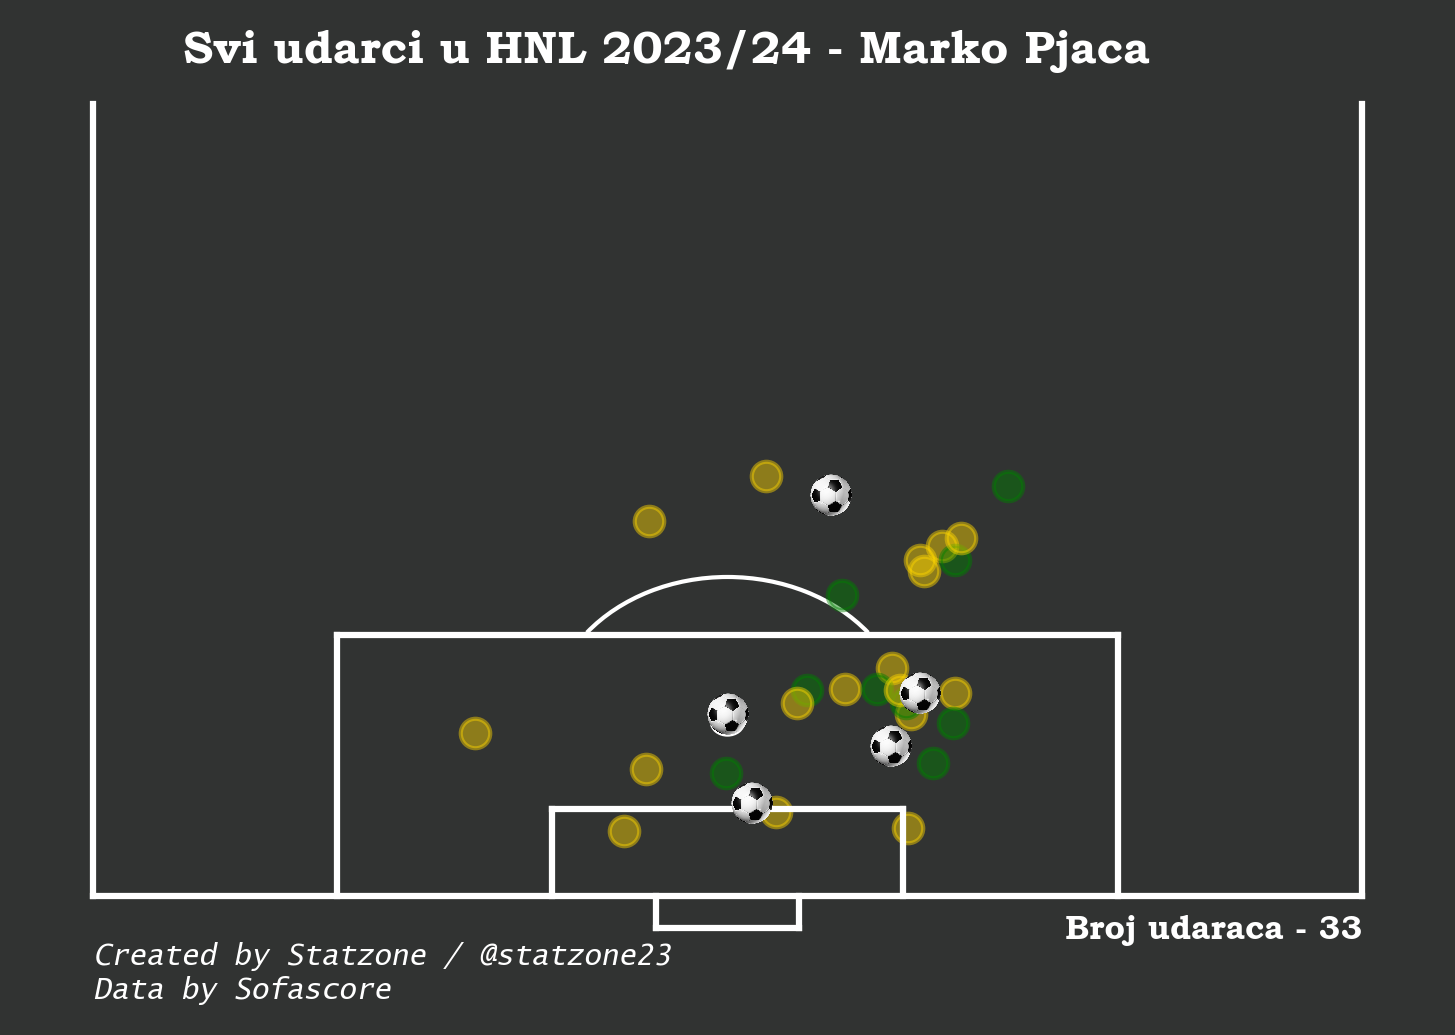 Svi udarci u HNL 2023/24 - Marko Pjaca
Broj udaraca - 33
Created by Statzone / @statzone23
Data by Sofascore